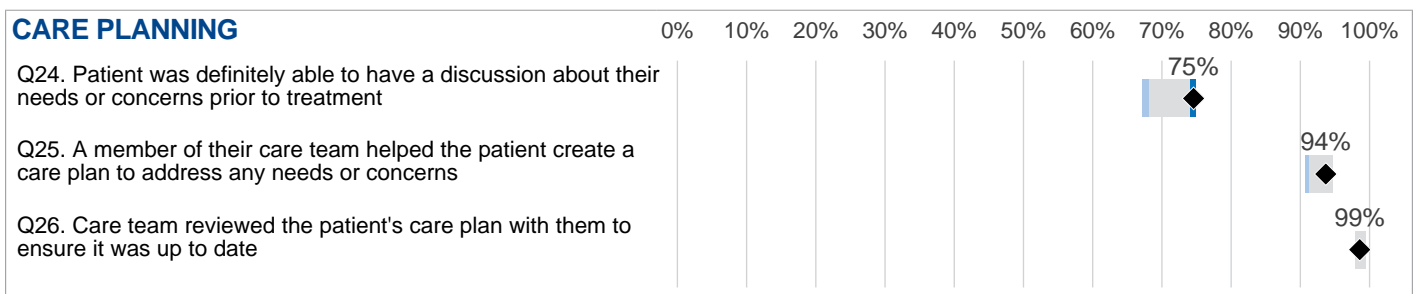 CARE PLANNING
0% 10% 20% 30% 40% 50% 60% 70% 80% 90% 100%
Q24. Patient was definitely able to have a discussion about their
needs or concerns prior to treatment
75%
Q25. A member of their care team helped the patient create a
care plan to address any needs or concerns
94%
Q26. Care team reviewed the patient's care plan with them to
ensure it was up to date
99%